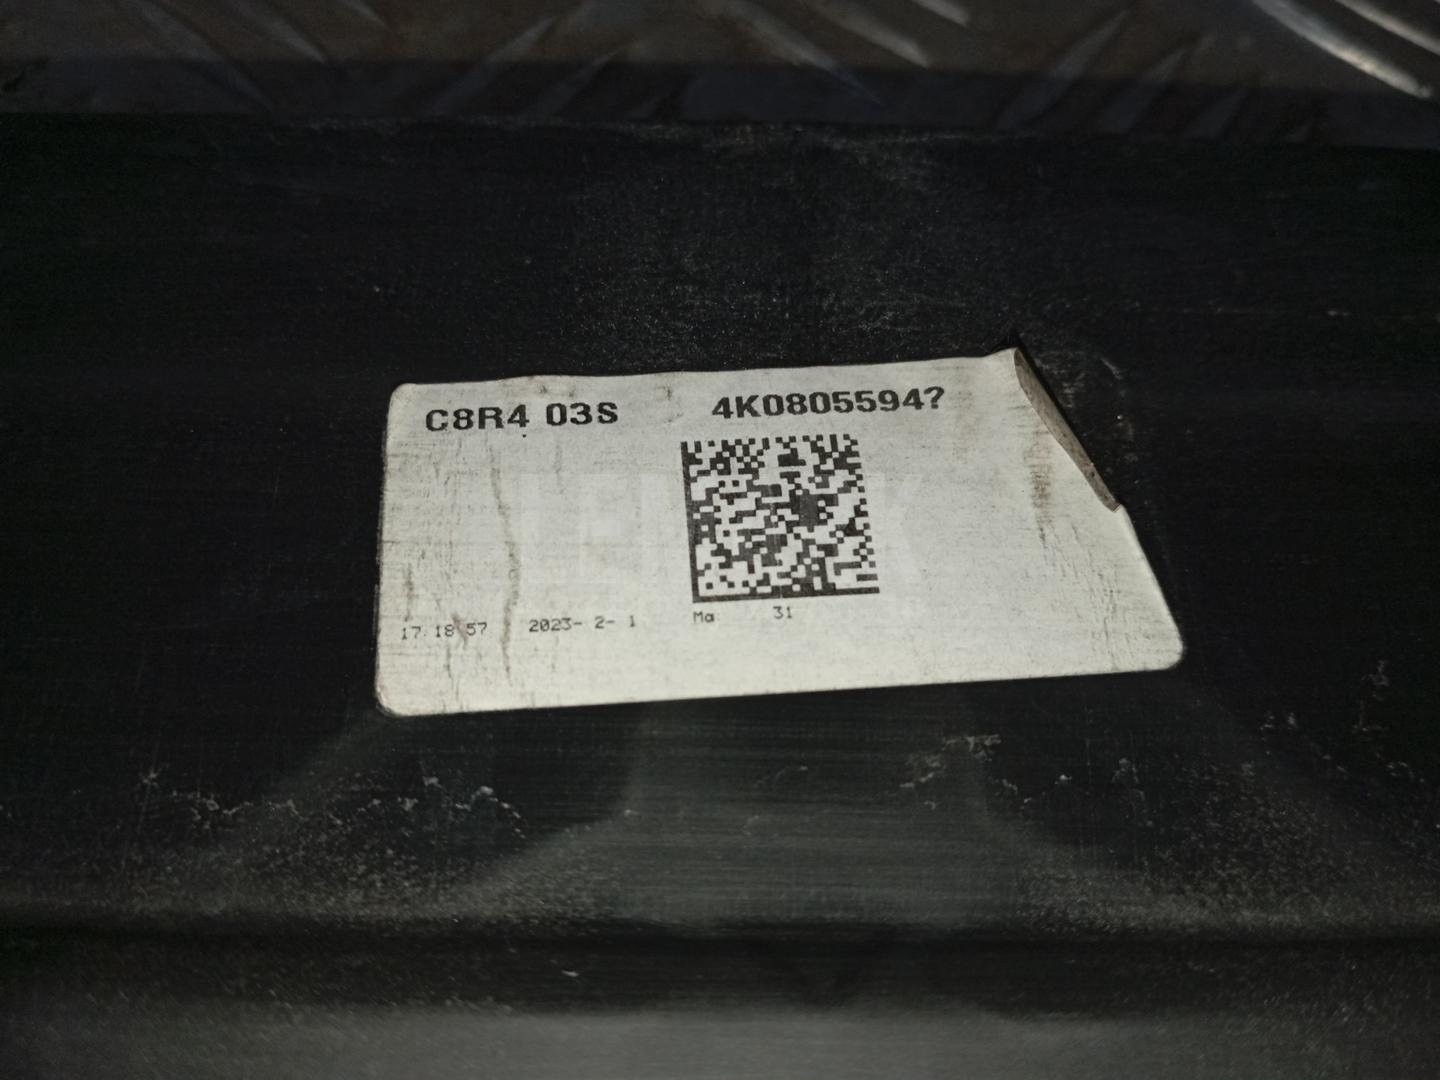 C8R4 03S 4K0805594?
17:18:57 2023- 2- 1 Ma 31